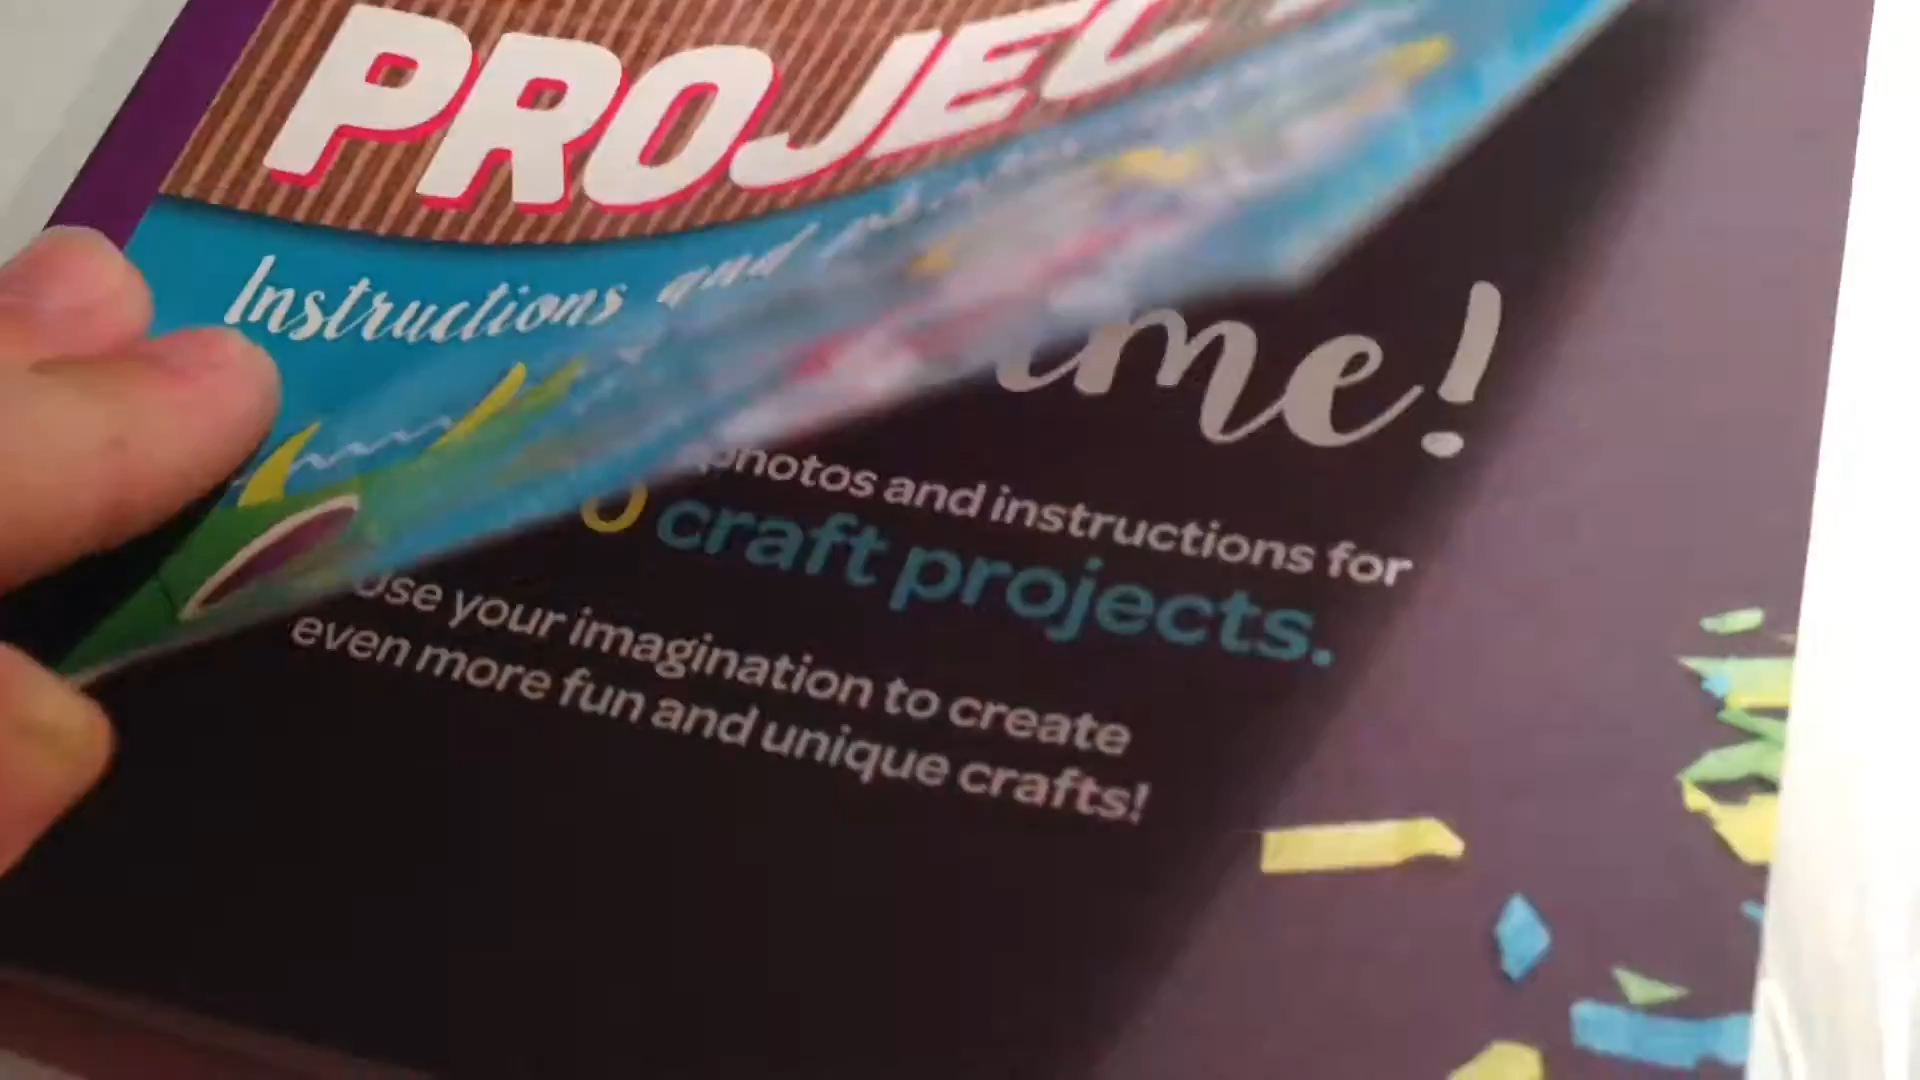 PROJEC
Instructions and
me!
photos and instructions for
craft projects.
use your imagination to create
even more fun and unique crafts!